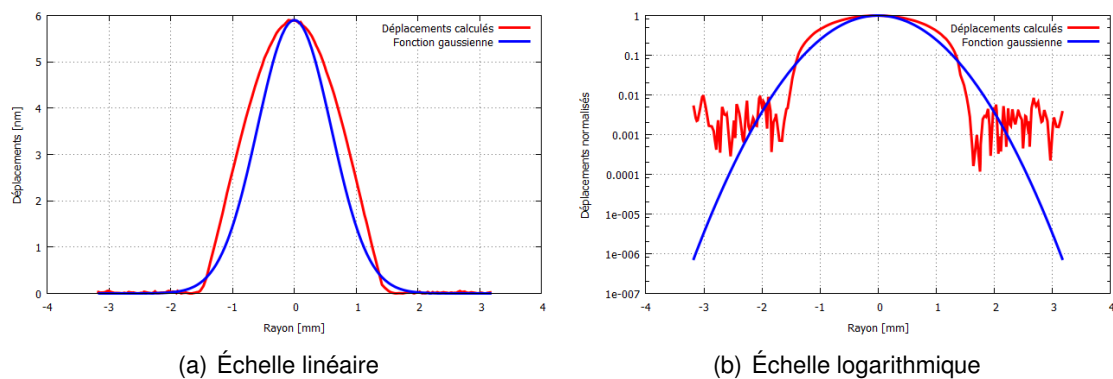 6
5
4
3
2
1
0
-4 -3 -2 -1 0 1 2 3 4
Déplacements [nm]
Rayon [mm]
Déplacements calculés
Fonction gaussienne
(a) Échelle linéaire
1
0.1
0.01
0.001
0.0001
1e-005
1e-006
1e-007
-4 -3 -2 -1 0 1 2 3 4
Déplacements normalisés
Rayon [mm]
Déplacements calculés
Fonction gaussienne
(b) Échelle logarithmique